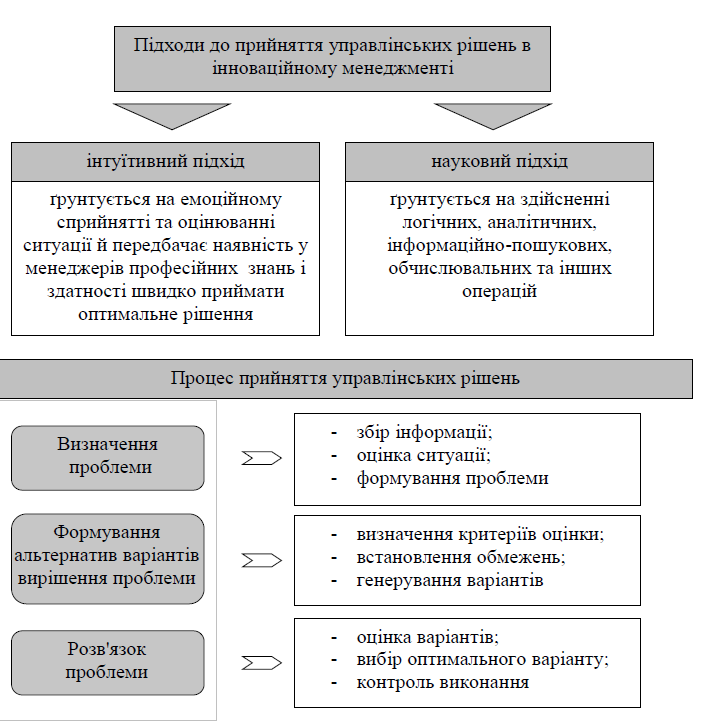 Підходи до прийняття управлінських рішень в
інноваційному менеджменті
інтуїтивний підхід
ґрунтується на емоційному
сприйнятті та оцінюванні
ситуації й передбачає наявність у
менеджерів професійних знань і
здатності швидко приймати
оптимальне рішення
науковий підхід
ґрунтується на здійсненні
логічних, аналітичних,
інформаційно-пошукових,
обчислювальних та інших
операцій
Процес прийняття управлінських рішень
Визначення
проблеми
- збір інформації;
- оцінка ситуації;
- формування проблеми
Формування
альтернатив варіантів
вирішення проблеми
- визначення критеріїв оцінки;
- встановлення обмежень;
- генерування варіантів
Розв'язок
проблеми
- оцінка варіантів;
- вибір оптимального варіанту;
- контроль виконання